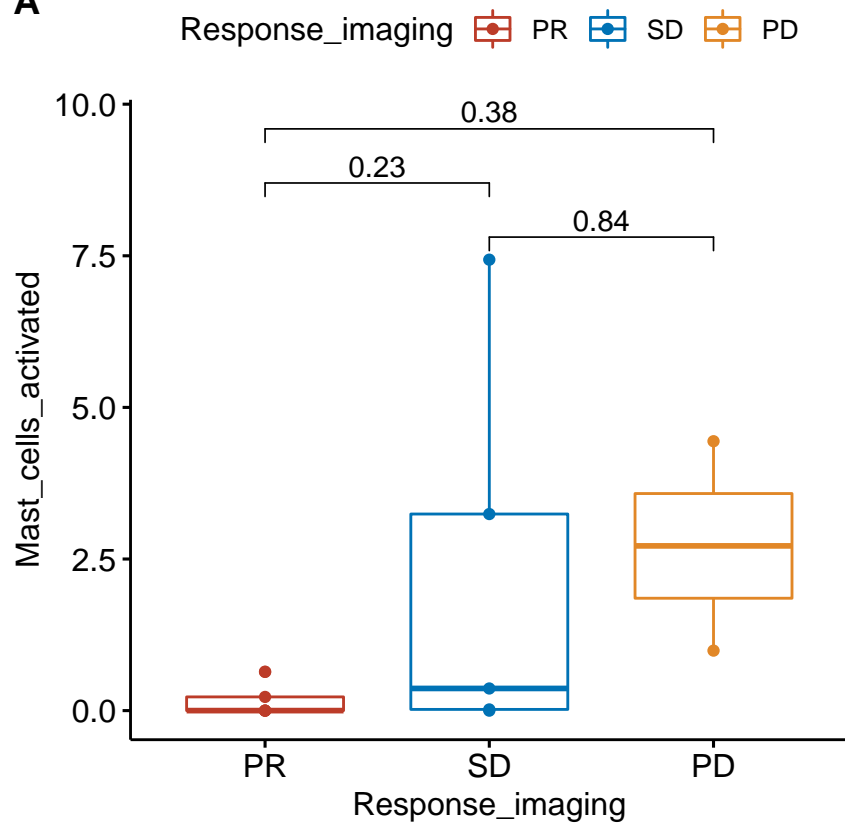 A
Response_imaging PR SD PD
10.0
0.38
0.23
0.84
7.5
5.0
2.5
0.0
Mast_cells_activated
PR SD PD
Response_imaging